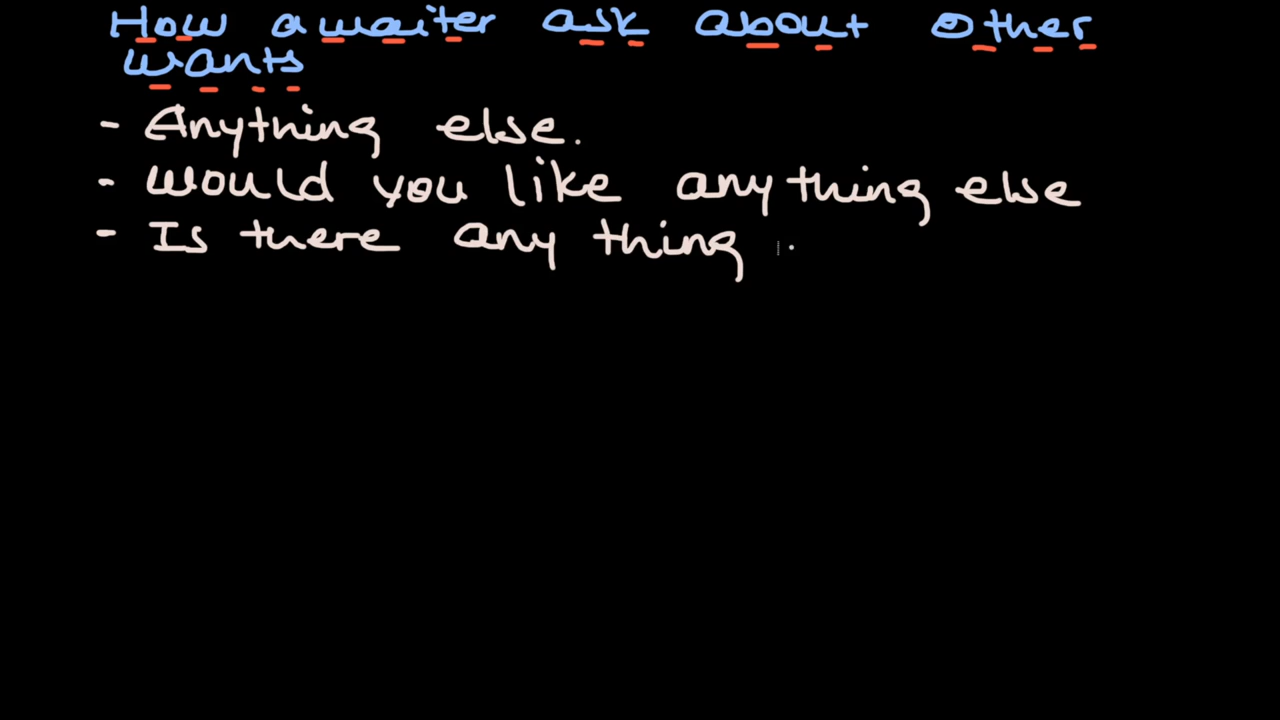 How a waiter ask about other
wants
- Anything else.
- Would you like anything else
- Is there any thing .